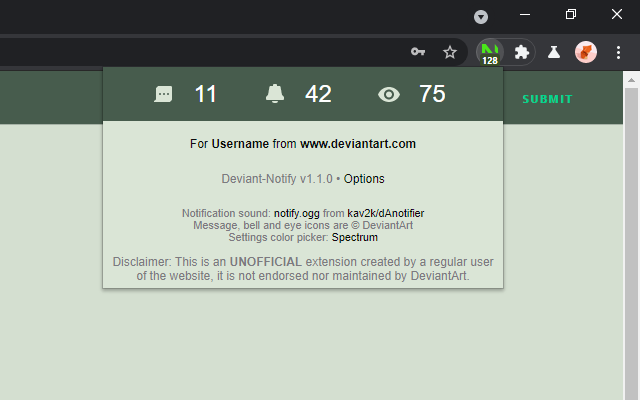 128
11 42 75
SUBMIT
For Username from www.deviantart.com
Deviant-Notify v1.1.0 • Options
Notification sound: notify.ogg from kav2k/dAnotifier
Message, bell and eye icons are © DeviantArt
Settings color picker: Spectrum
Disclaimer: This is an UNOFFICIAL extension created by a regular user
of the website, it is not endorsed nor maintained by DeviantArt.